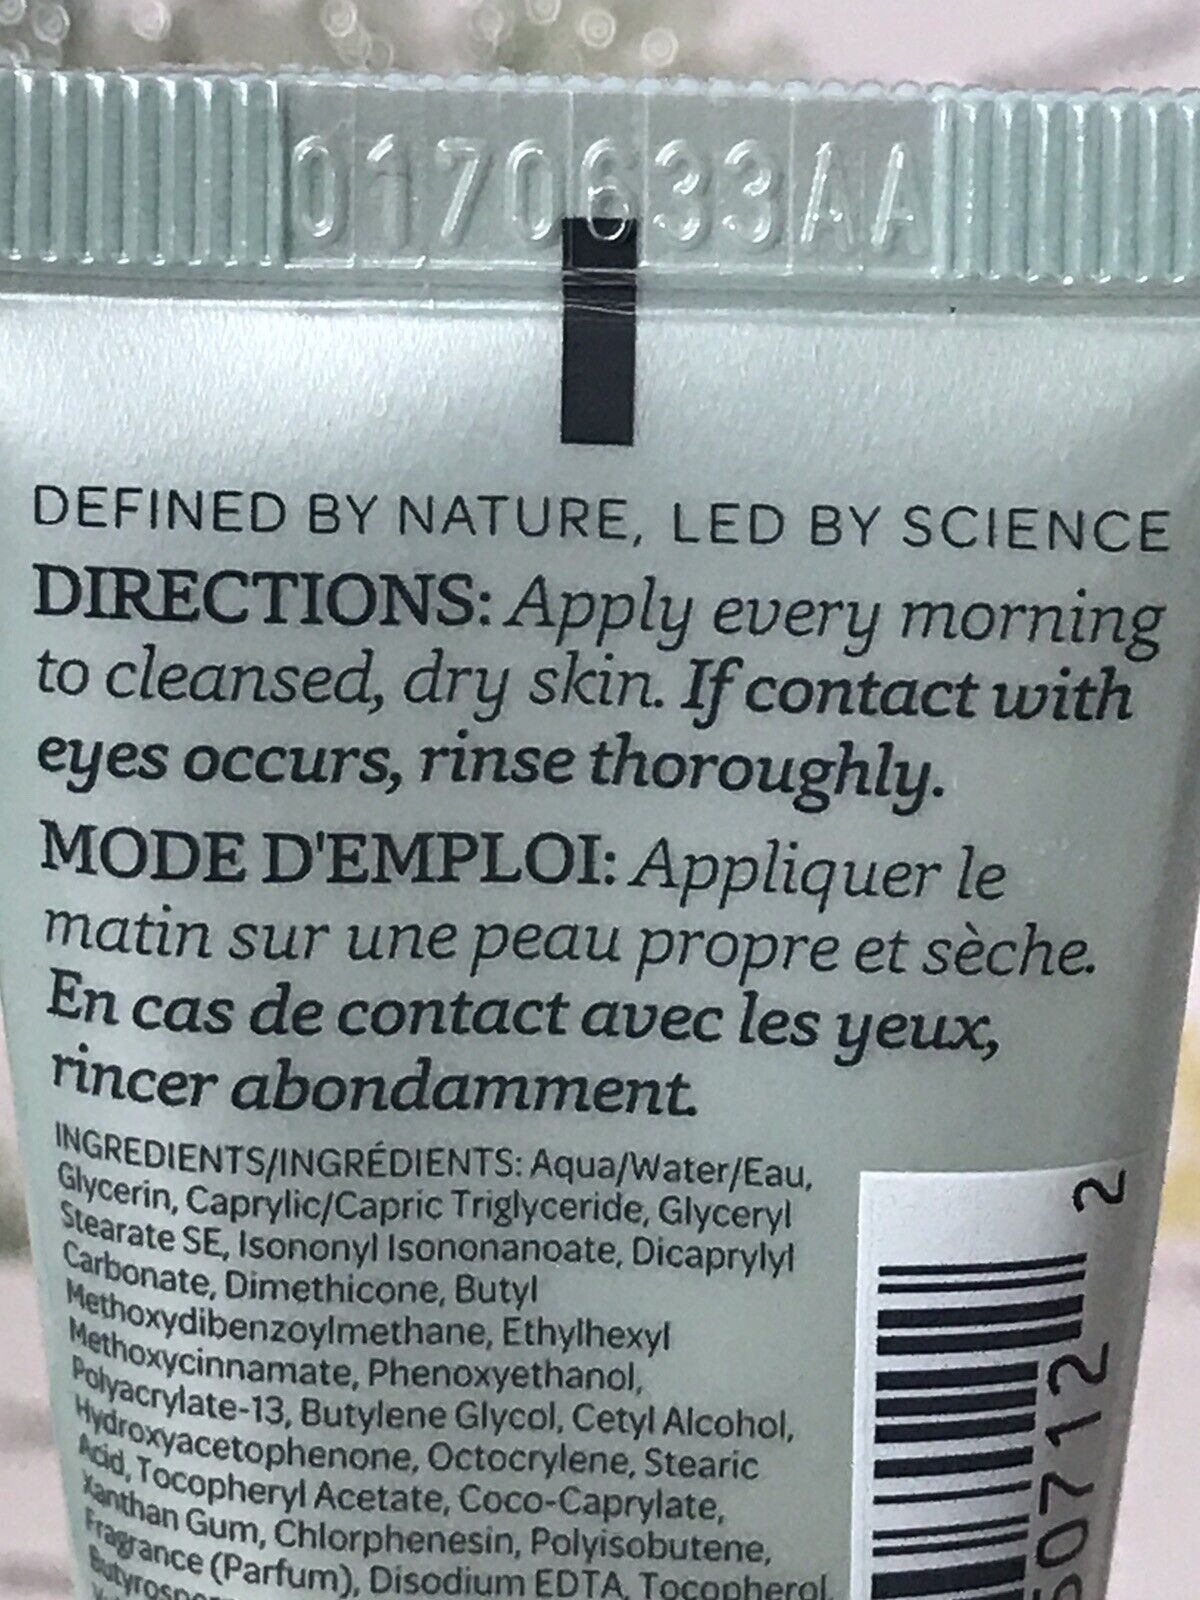 0170633AA
DEFINED BY NATURE, LED BY SCIENCE
DIRECTIONS: Apply every morning
to cleansed, dry skin. If contact with
eyes occurs, rinse thoroughly.
MODE D'EMPLOI: Appliquer le
matin sur une peau propre et sèche.
En cas de contact avec les yeux,
rincer abondamment.
INGREDIENTS/INGRÉDIENTS: Aqua/Water/Eau,
Glycerin, Caprylic/Capric Triglyceride, Glyceryl
Stearate SE, Isononyl Isononanoate, Dicaprylyl
Carbonate, Dimethicone, Butyl
Methoxydibenzoylmethane, Ethylhexyl
Methoxycinnamate, Phenoxyethanol,
Polyacrylate-13, Butylene Glycol, Cetyl Alcohol,
Hydroxyacetophenone, Octocrylene, Stearic
Acid, Tocopheryl Acetate, Coco-Caprylate,
Xanthan Gum, Chlorphenesin, Polyisobutene,
Fragrance (Parfum), Disodium EDTA, Tocopherol,
60712 2